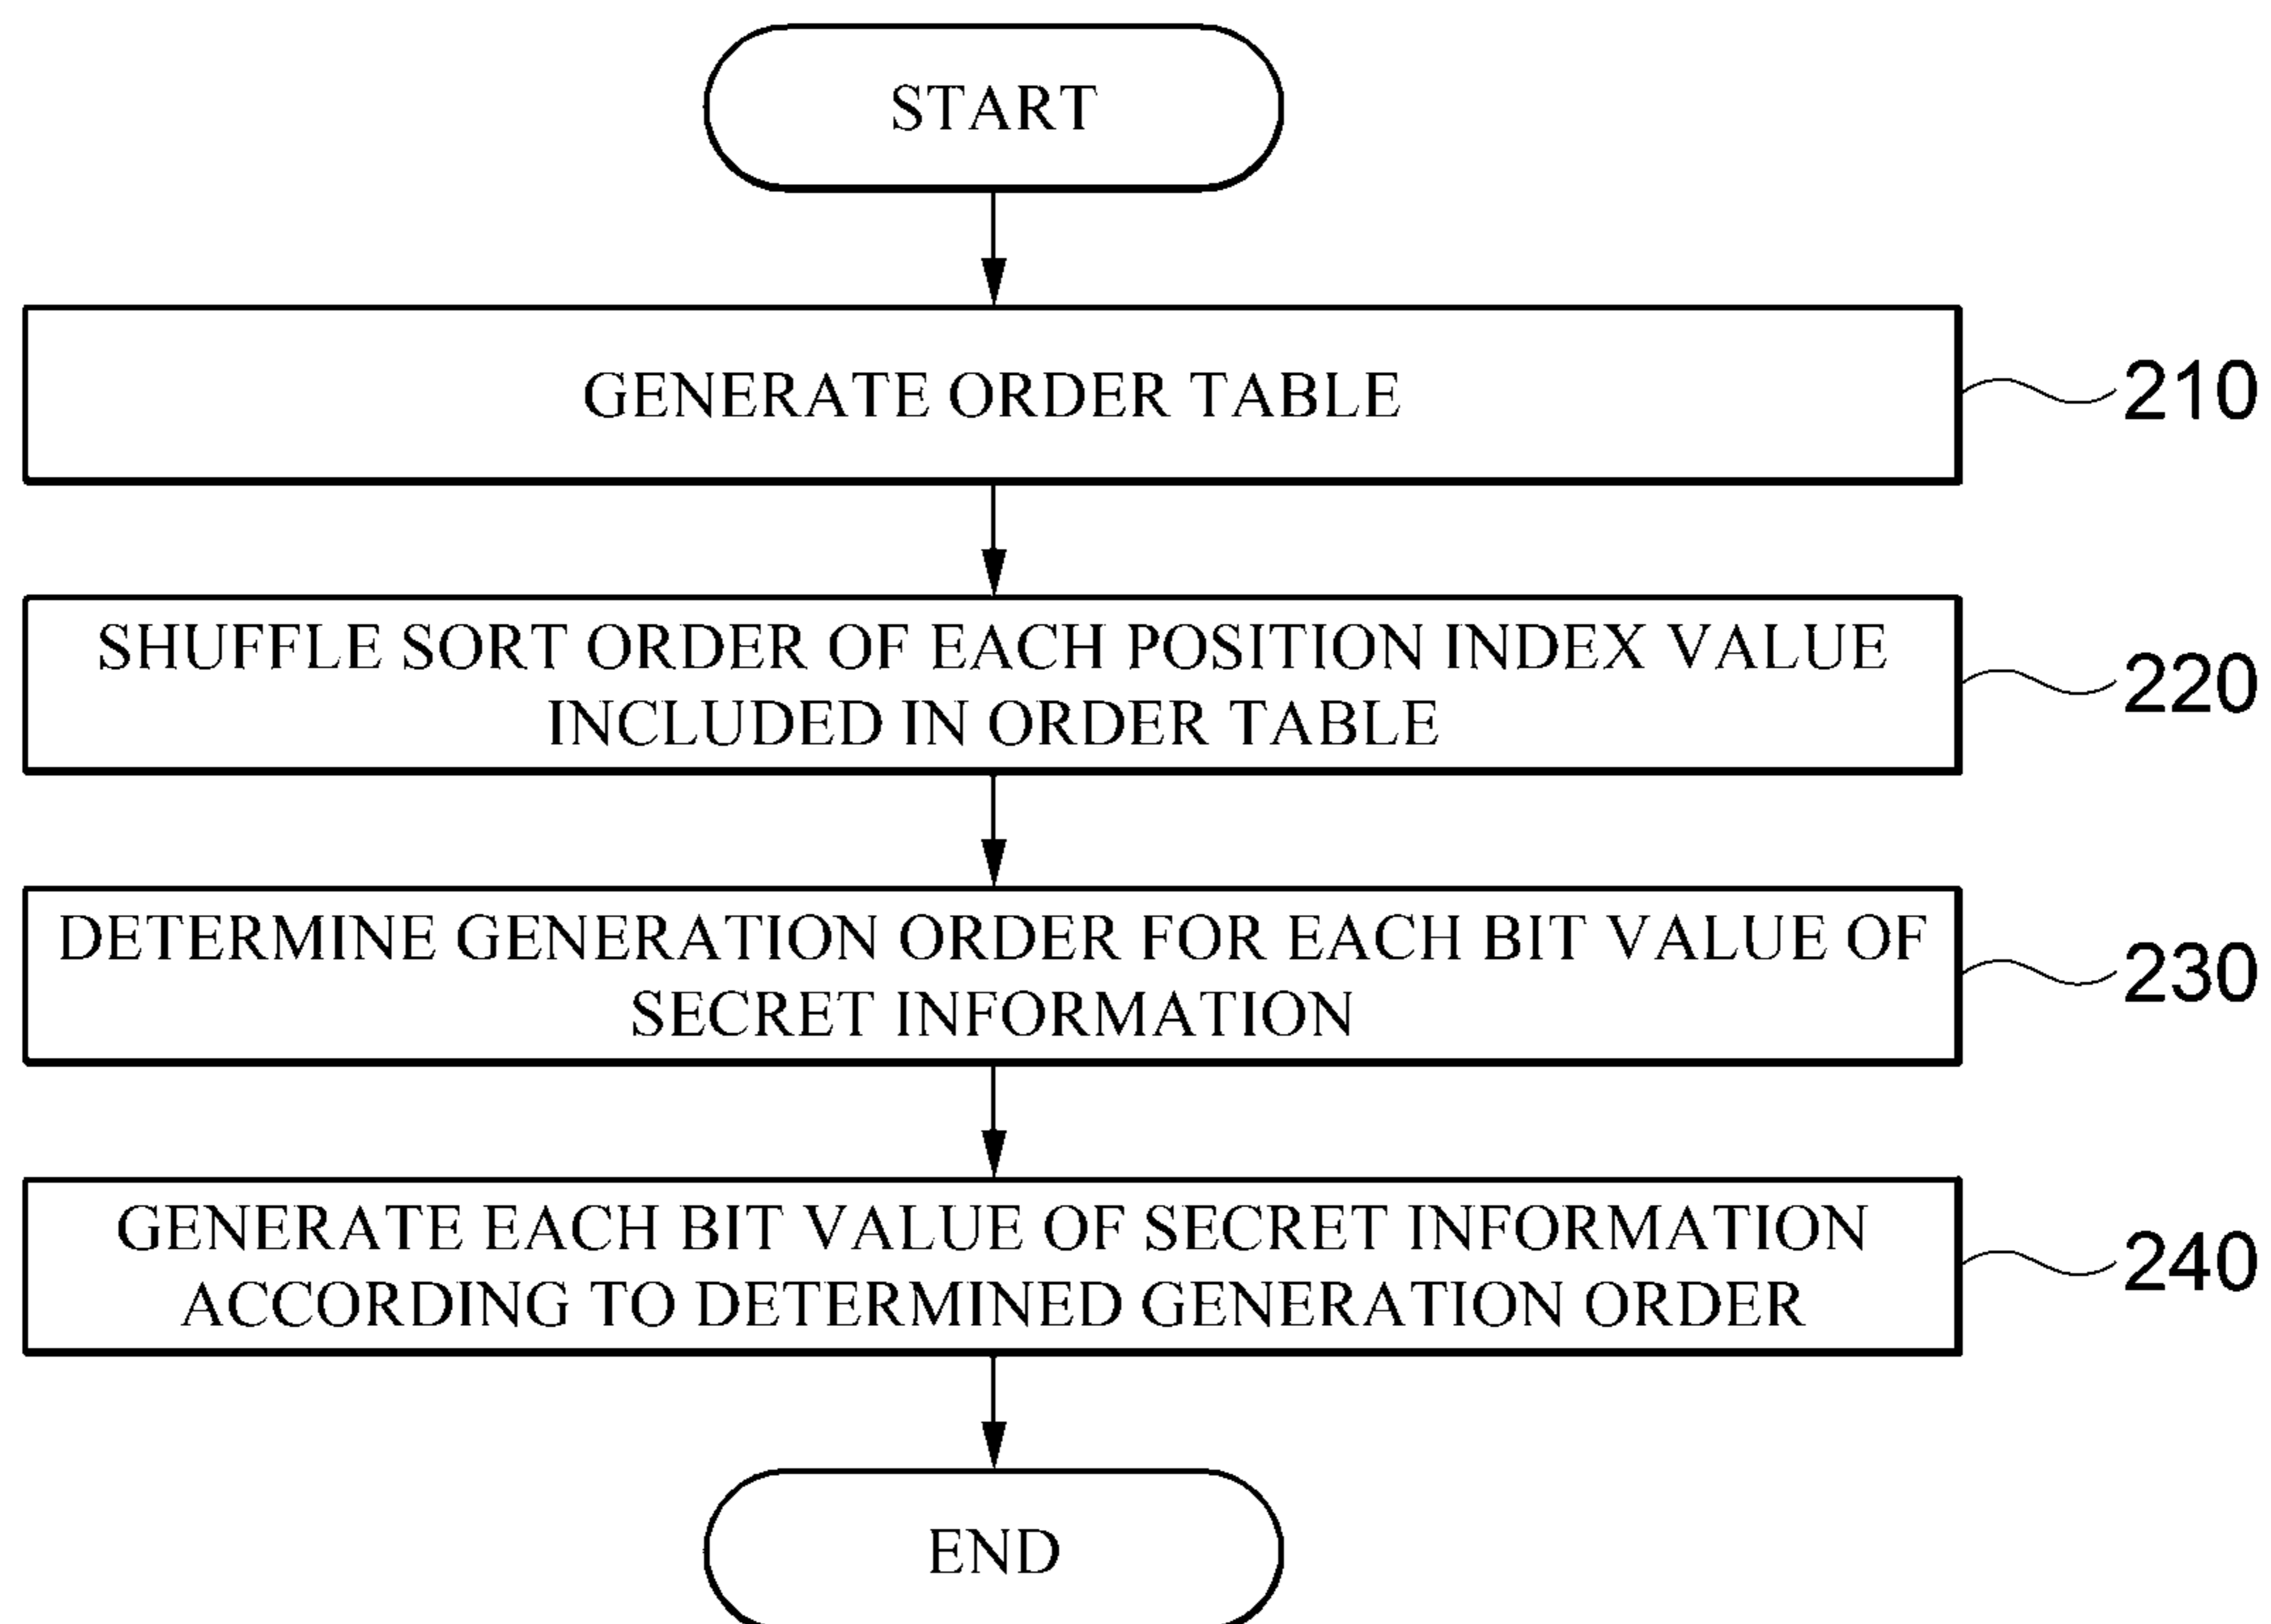 START
GENERATE ORDER TABLE
210
SHUFFLE SORT ORDER OF EACH POSITION INDEX VALUE
INCLUDED IN ORDER TABLE
220
DETERMINE GENERATION ORDER FOR EACH BIT VALUE OF
SECRET INFORMATION
230
GENERATE EACH BIT VALUE OF SECRET INFORMATION
ACCORDING TO DETERMINED GENERATION ORDER
240
END